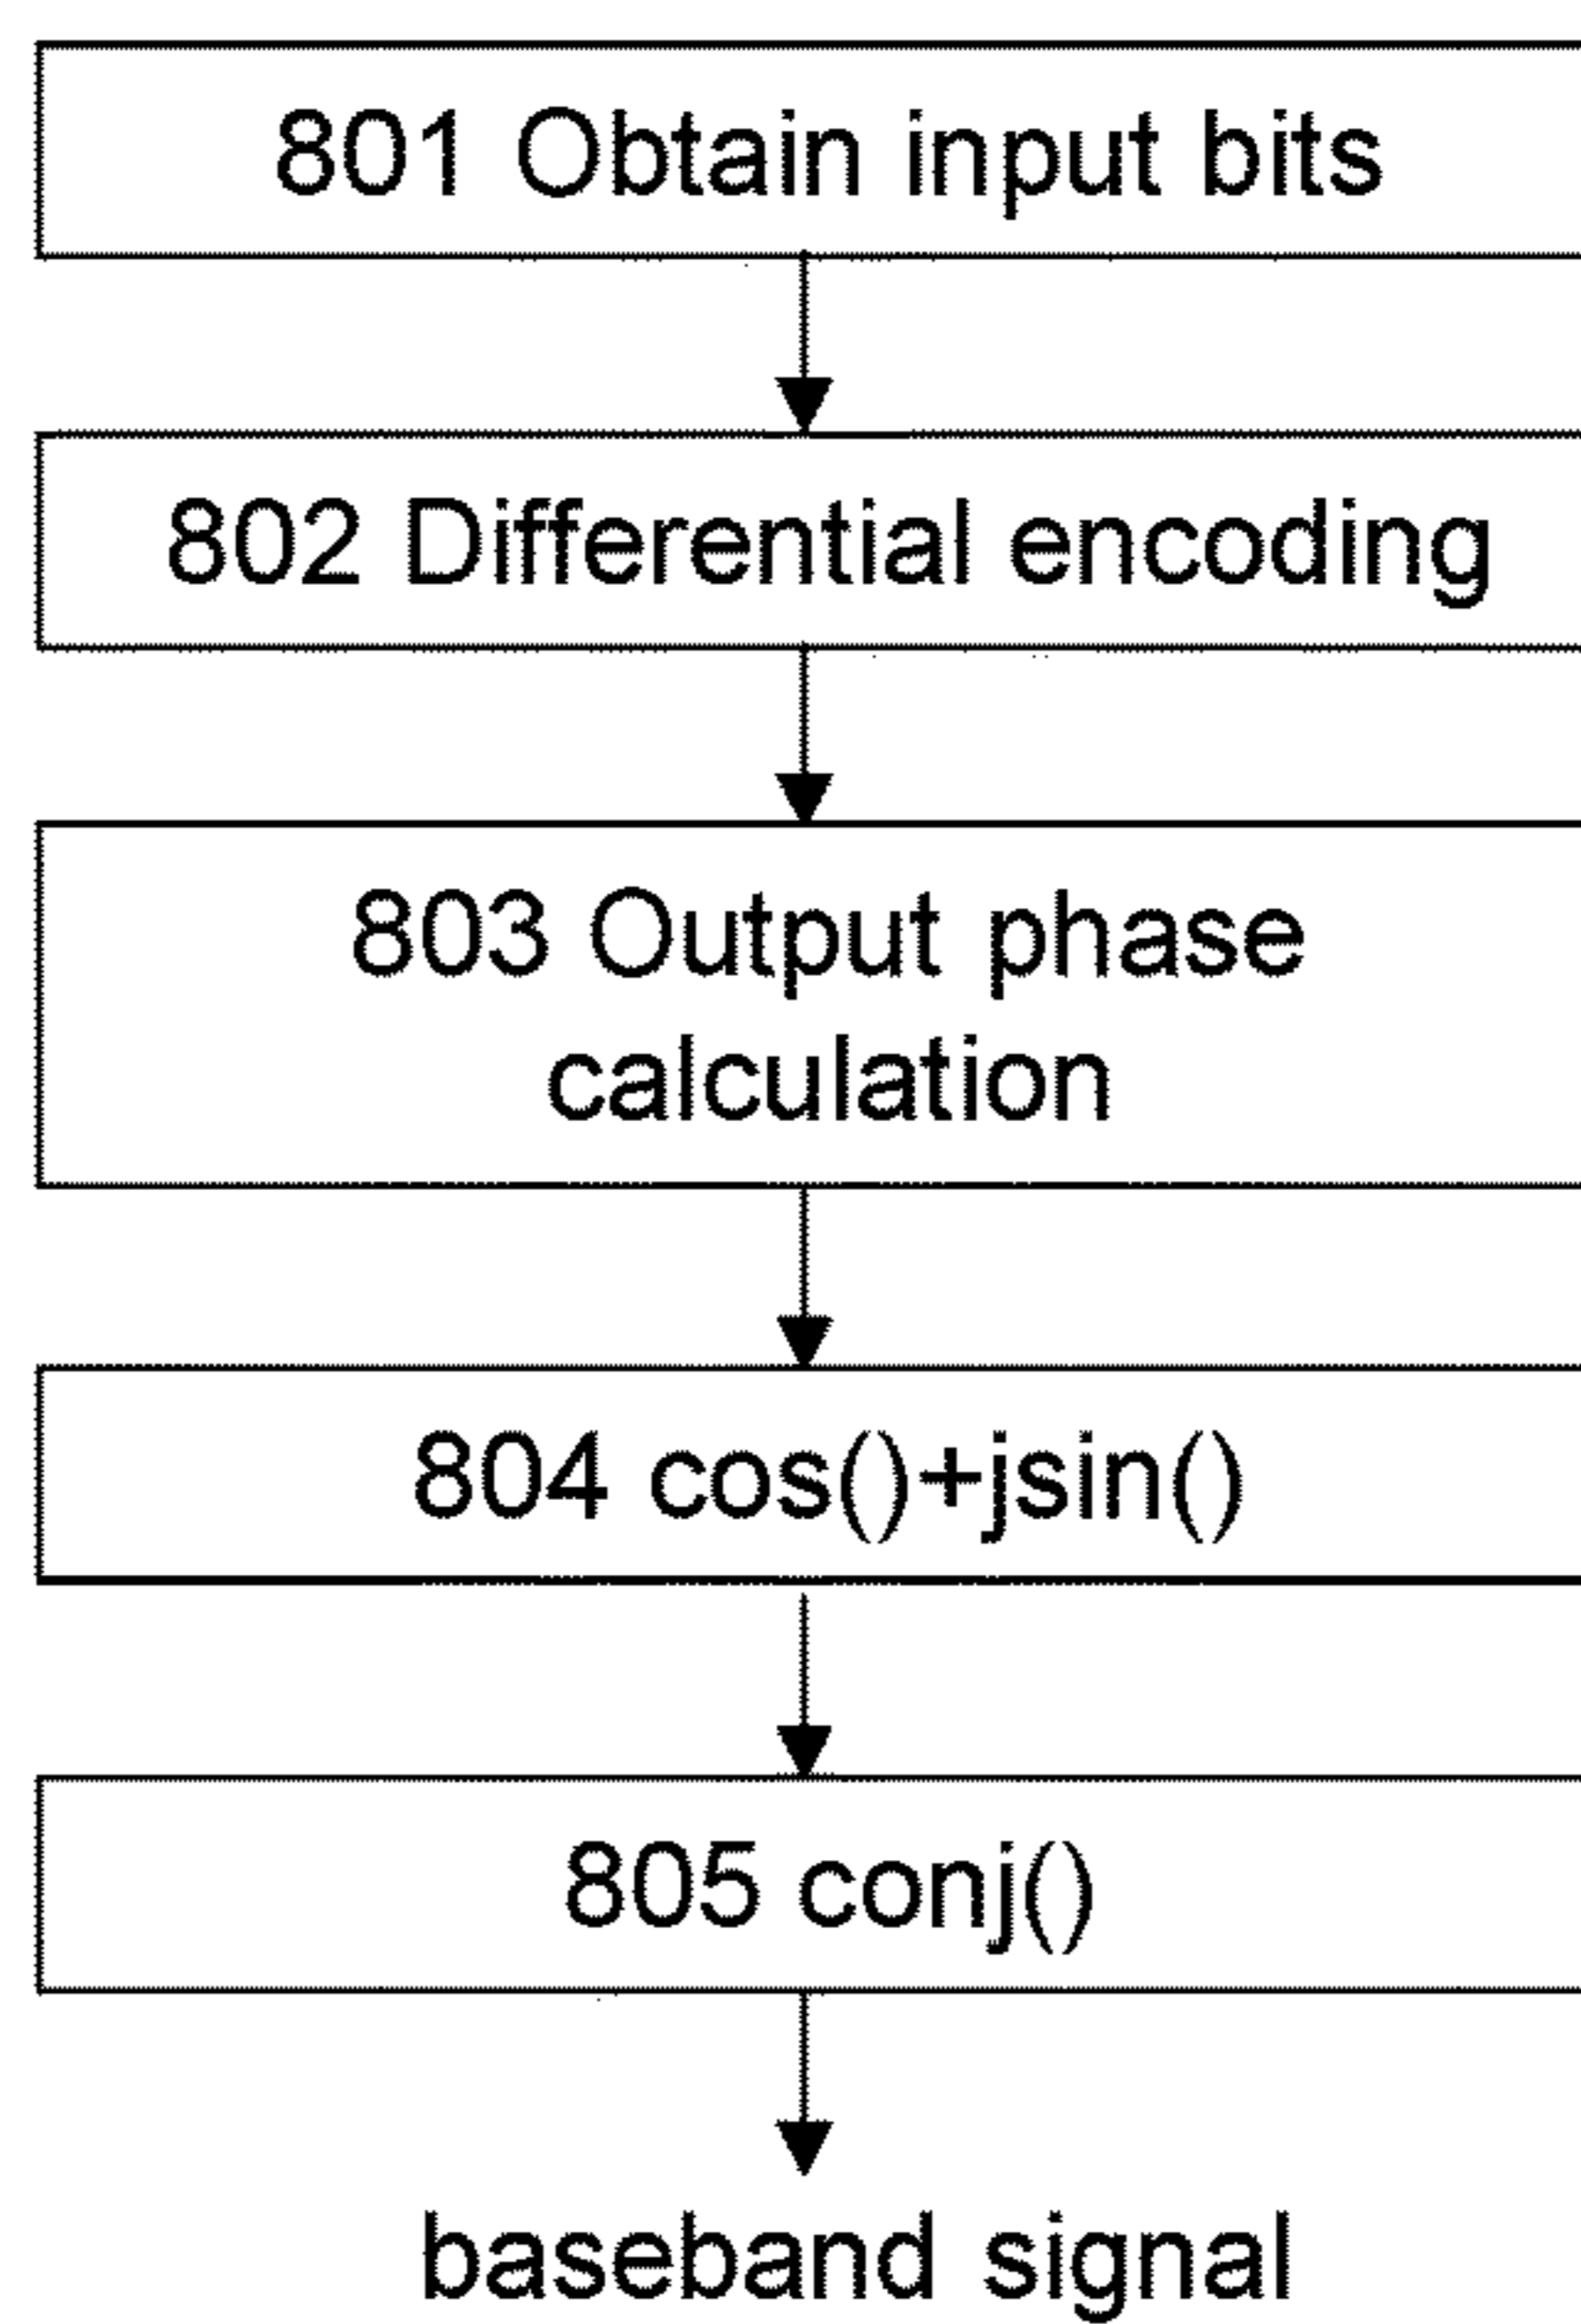 801 Obtain input bits
802 Differential encoding
803 Output phase
calculation
804 cos()+jsin()
805 conj()
baseband signal